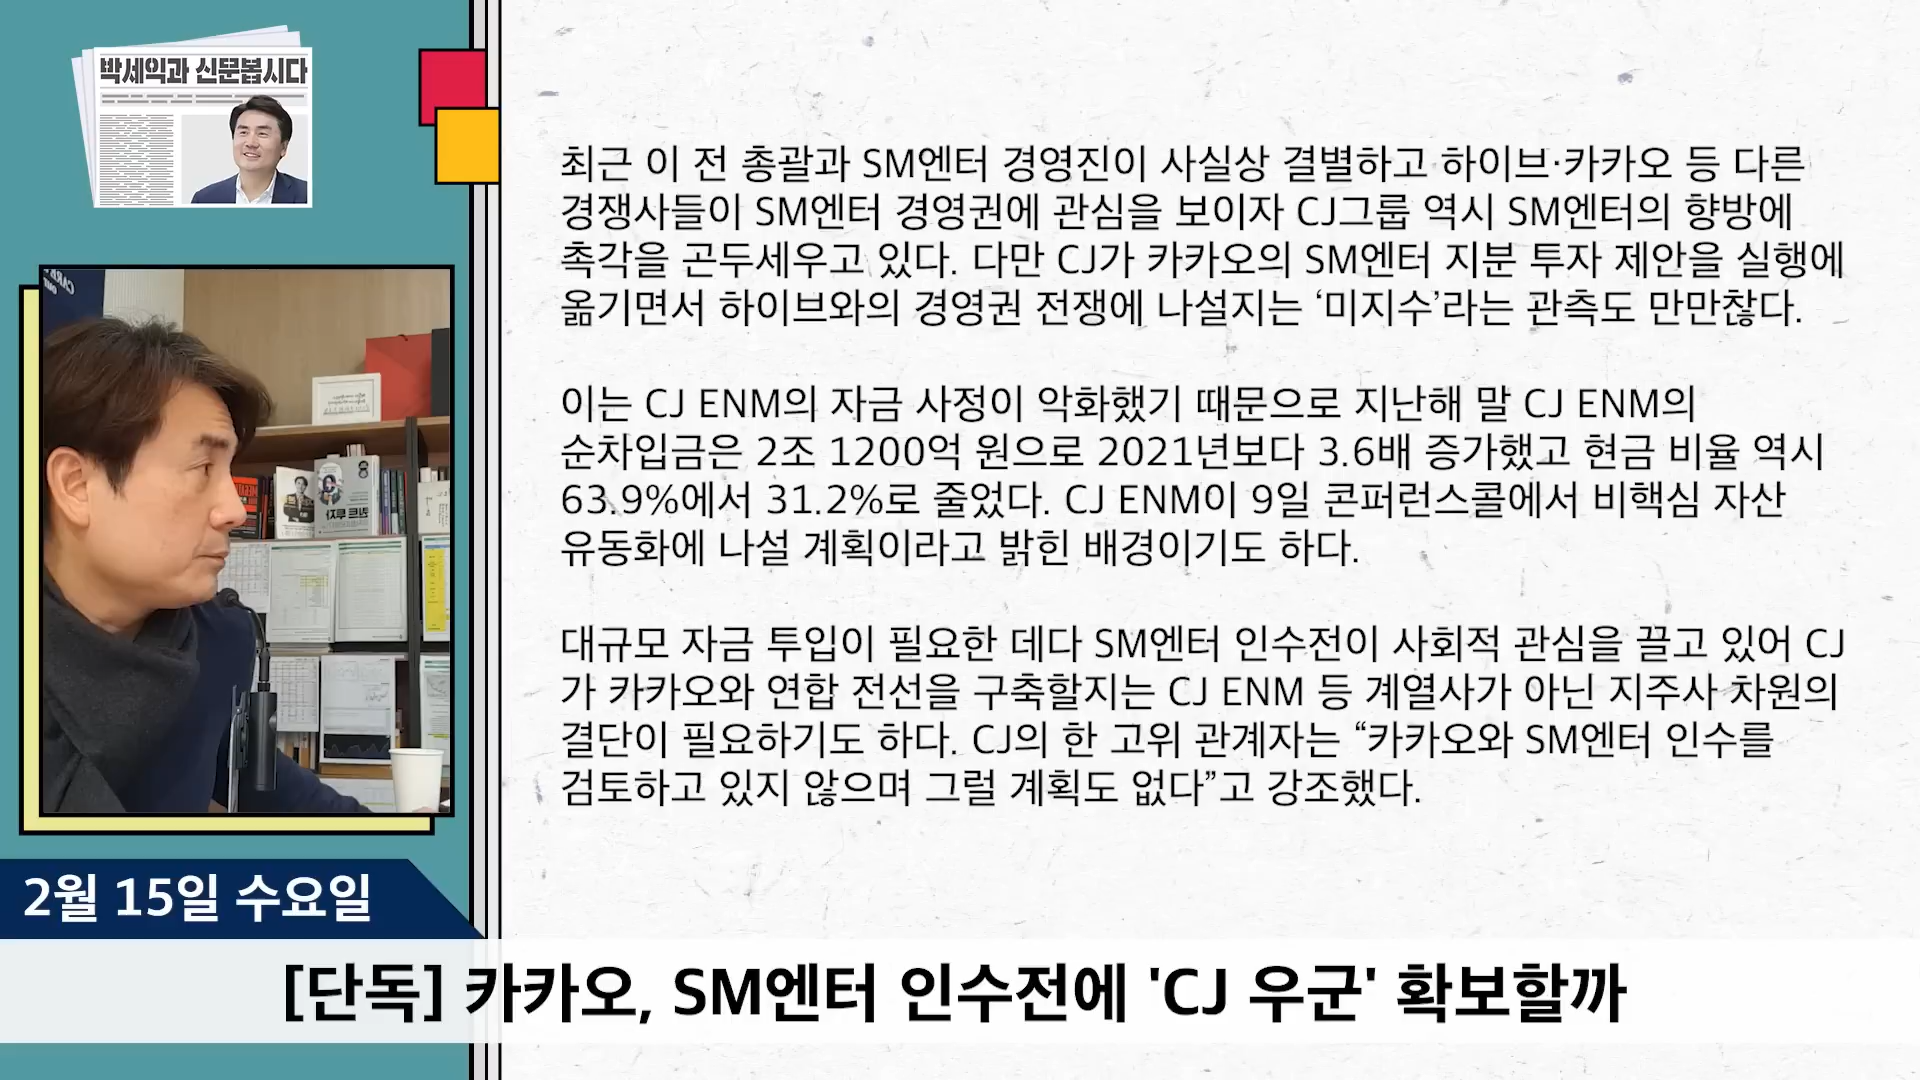 박세익과 신문봅시다
최근 이 전 총괄과 SM엔터 경영진이 사실상 결별하고 하이브·카카오 등 다른
경쟁사들이 SM엔터 경영권에 관심을 보이자 CJ그룹 역시 SM엔터의 향방에
촉각을 곤두세우고 있다. 다만 CJ가 카카오의 SM엔터 지분 투자 제안을 실행에
옮기면서 하이브와의 경영권 전쟁에 나설지는 ‘미지수’라는 관측도 만만찮다.
이는 CJ ENM의 자금 사정이 악화했기 때문으로 지난해 말 CJ ENM의
순차입금은 2조 1200억 원으로 2021년보다 3.6배 증가했고 현금 비율 역시
63.9%에서 31.2%로 줄었다. CJ ENM이 9일 콘퍼런스콜에서 비핵심 자산
유동화에 나설 계획이라고 밝힌 배경이기도 하다.
대규모 자금 투입이 필요한 데다 SM엔터 인수전이 사회적 관심을 끌고 있어 CJ
가 카카오와 연합 전선을 구축할지는 CJ ENM 등 계열사가 아닌 지주사 차원의
결단이 필요하기도 하다. CJ의 한 고위 관계자는 “카카오와 SM엔터 인수를
검토하고 있지 않으며 그럴 계획도 없다”고 강조했다.
2월 15일 수요일
[단독] 카카오, SM엔터 인수전에 'CJ 우군' 확보할까